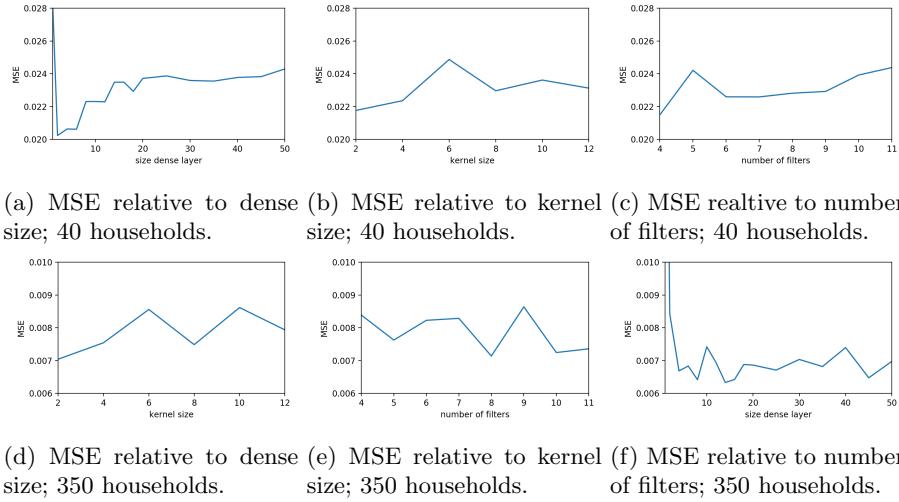 0.028
0.026
0.024
0.022
0.020
MSE
10 20 30 40 50
size dense layer
0.028
0.026
0.024
0.022
0.020
MSE
2 4 6 8 10 12
kernel size
0.028
0.026
0.024
0.022
0.020
MSE
4 5 6 7 8 9 10 11
number of filters
(a) MSE relative to dense
size; 40 households.
(b) MSE relative to kernel
size; 40 households.
(c) MSE realtive to number
of filters; 40 households.
0.010
0.009
0.008
0.007
0.006
MSE
2 4 6 8 10 12
kernel size
0.010
0.009
0.008
0.007
0.006
MSE
4 5 6 7 8 9 10 11
number of filters
0.010
0.009
0.008
0.007
0.006
MSE
10 20 30 40 50
size dense layer
(d) MSE relative to dense
size; 350 households.
(e) MSE relative to kernel
size; 350 households.
(f) MSE relative to number
of filters; 350 households.